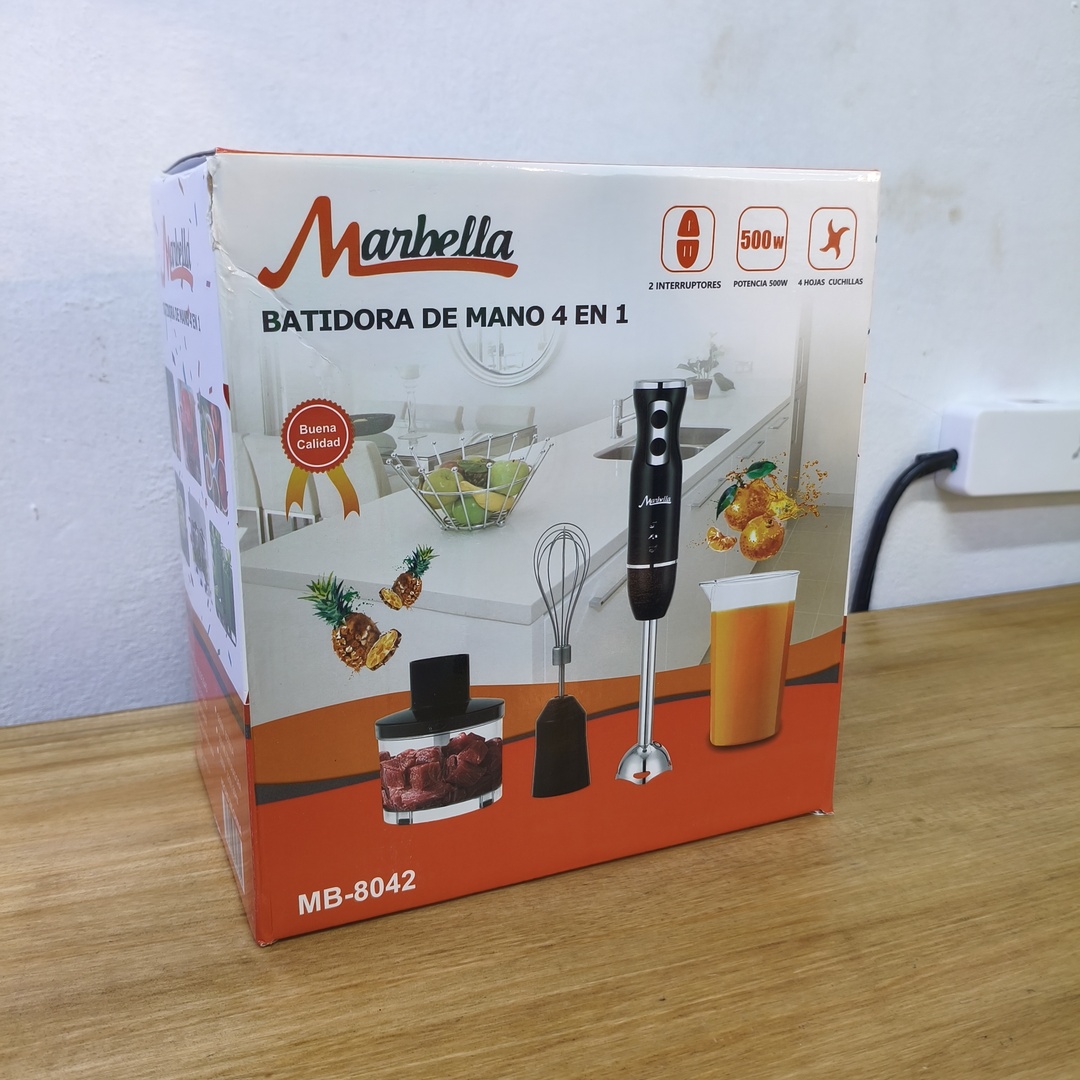 Marbella
2 INTERRUPTORES
500W
POTENCIA 500W
4 HOJAS CUCHILLAS
BATIDORA DE MANO 4 EN 1
Buena
Calidad
Marbella
MB-8042
Marbella
BATIDORA DE MANO 4 EN 1